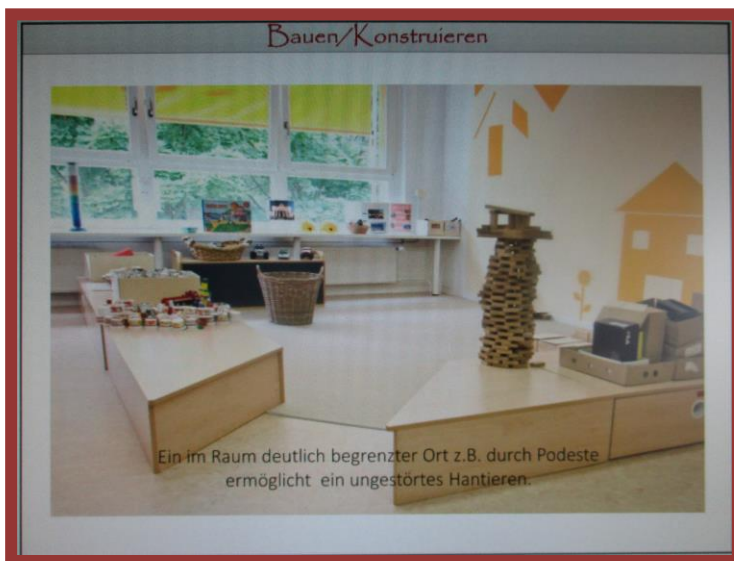 Bauen/Konstruieren
Ein im Raum deutlich begrenzter Ort z.B. durch Podeste
ermöglicht ein ungestörtes Hantieren.